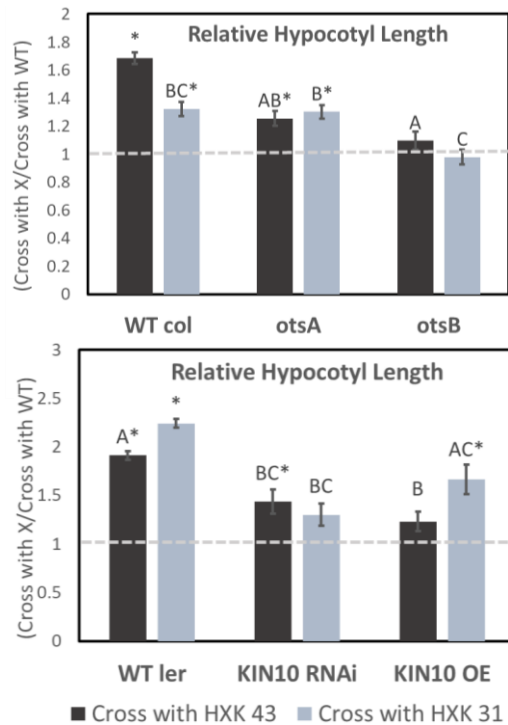 Relative Hypocotyl Length
(Cross with X/Cross with WT)
2
1.8
1.6
1.4
1.2
1
0.8
0.6
0.4
0.2
0
*
BC*
AB*
B*
A
C
WT col otsA otsB
Relative Hypocotyl Length
(Cross with X/Cross with WT)
3
2.5
2
1.5
1
0.5
0
A*
*
BC*
BC
B
AC*
WT ler KIN10 RNAi KIN10 OE
Cross with HXK 43 Cross with HXK 31